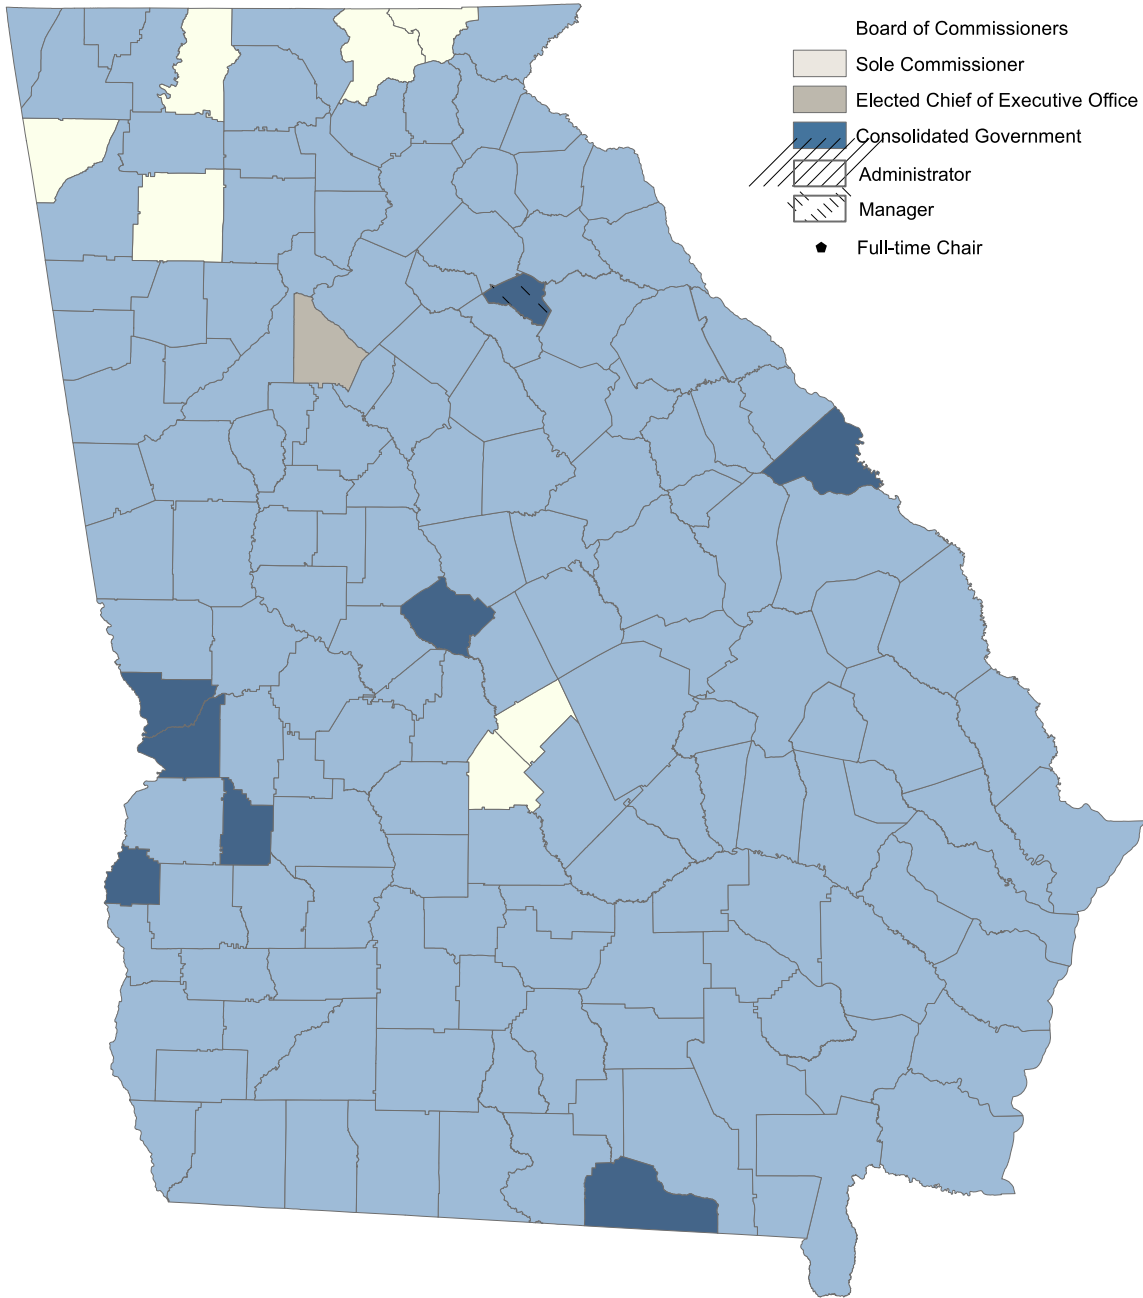 Board of Commissioners
Sole Commissioner
Elected Chief of Executive Office
Consolidated Government
Administrator
Manager
Full-time Chair